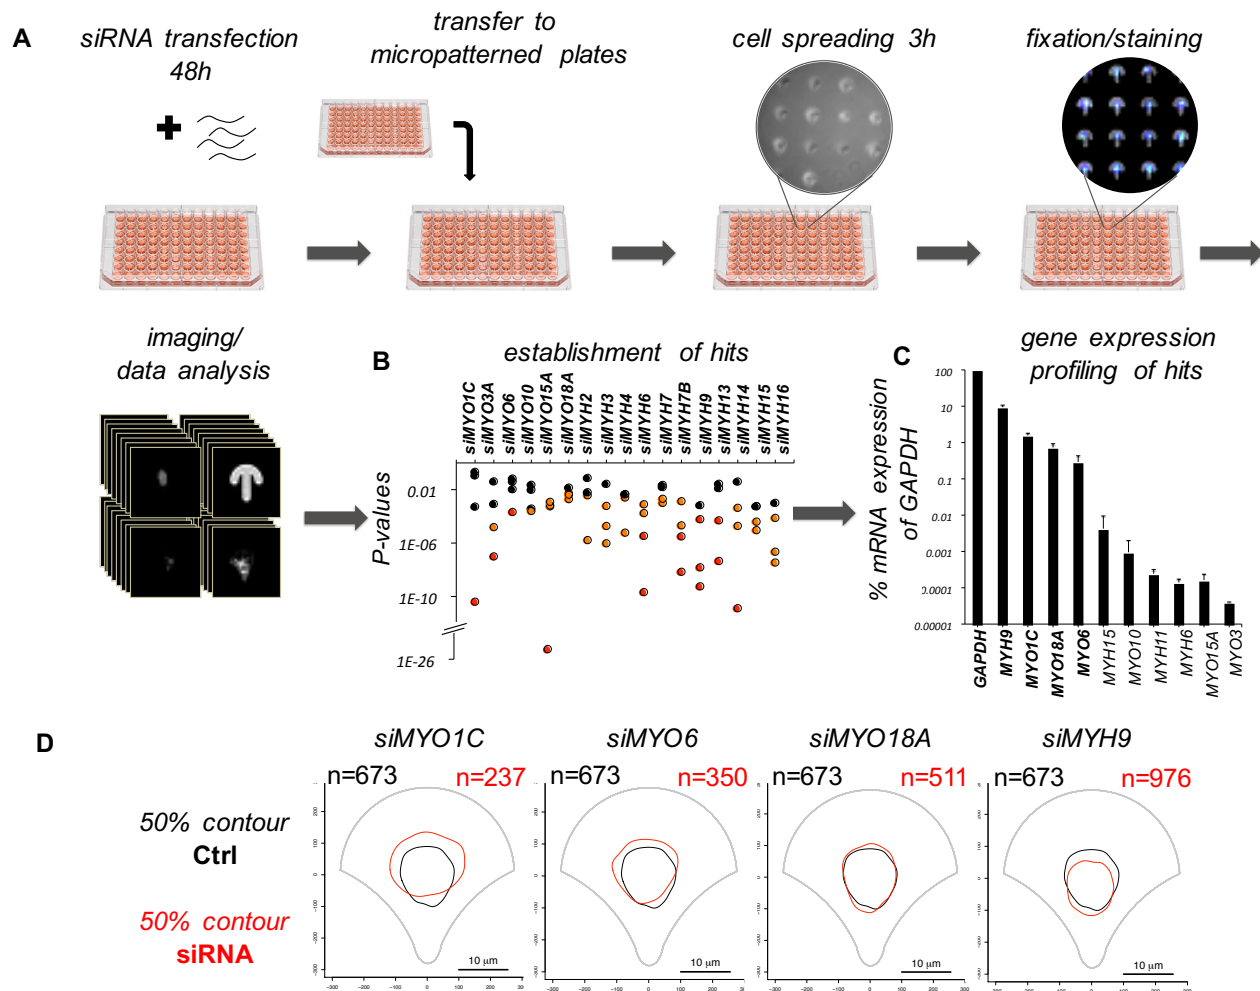 A
siRNA transfection
48h
transfer to
micropatterned plates
cell spreading 3h
fixation/staining
imaging/
data analysis
B
establishment of hits
siMYO1C
siMYO3A
siMYO6
siMYO10
siMYO15A
siMYO18A
siMYH2
siMYH3
siMYH4
siMYH6
siMYH7
siMYH7B
siMYH9
siMYH13
siMYH14
siMYH15
siMYH16
P-values
0.01
1E-06
1E-10
1E-26
C
gene expression
profiling of hits
% mRNA expression
of GAPDH
100
10
1
0.1
0.01
0.001
0.0001
0.00001
GAPDH
MYH9
MYO1C
MYO18A
MYO6
MYH15
MYO10
MYH11
MYH6
MYO15A
MYO3
D
50% contour
Ctrl
50% contour
siRNA
siMYO1C
n=673 n=237
10 μm
siMYO6
n=673 n=350
10 μm
siMYO18A
n=673 n=511
10 μm
siMYH9
n=673 n=976
10 μm